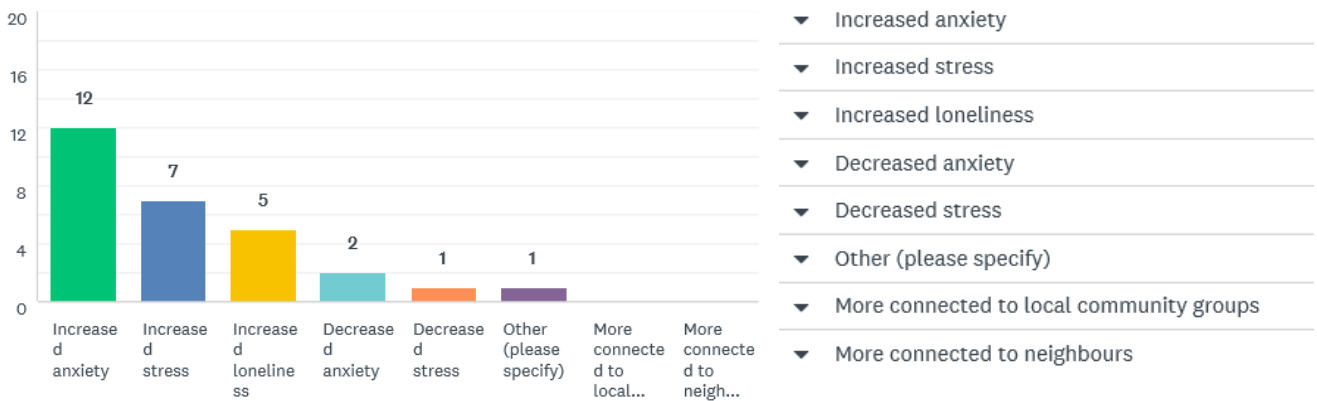 20
16
12
8
4
0
12
7
5
2
1
1
Increase
d
anxiety
Increase
d
stress
Increase
d
loneline
ss
Decrease
d
anxiety
Decrease
d
stress
Other
(please
specify)
More
connecte
d to
local...
More
connecte
d to
neigh...
Increased anxiety
Increased stress
Increased loneliness
Decreased anxiety
Decreased stress
Other (please specify)
More connected to local community groups
More connected to neighbours